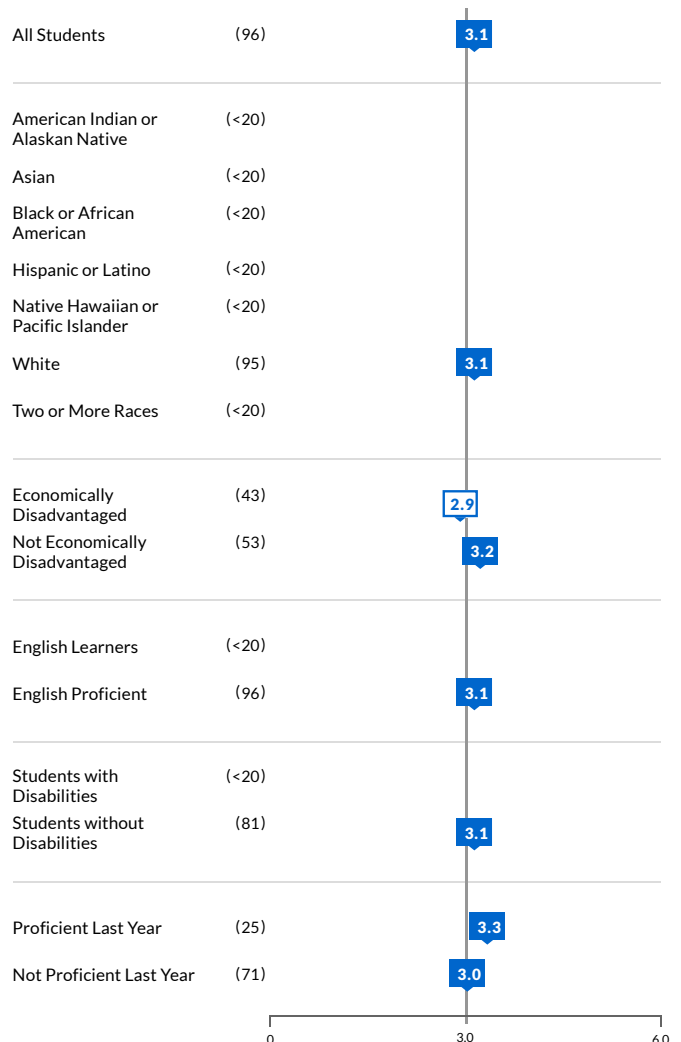 All Students (96) 3.1
American Indian or (<20)
Alaskan Native
Asian (<20)
Black or African (<20)
American
Hispanic or Latino (<20)
Native Hawaiian or (<20)
Pacific Islander
White (95) 3.1
Two or More Races (<20)
Economically (43) 2.9
Disadvantaged
Not Economically (53) 3.2
Disadvantaged
English Learners (<20)
English Proficient (96) 3.1
Students with (<20)
Disabilities
Students without (81) 3.1
Disabilities
Proficient Last Year (25) 3.3
Not Proficient Last Year (71) 3.0
0 3.0 6.0